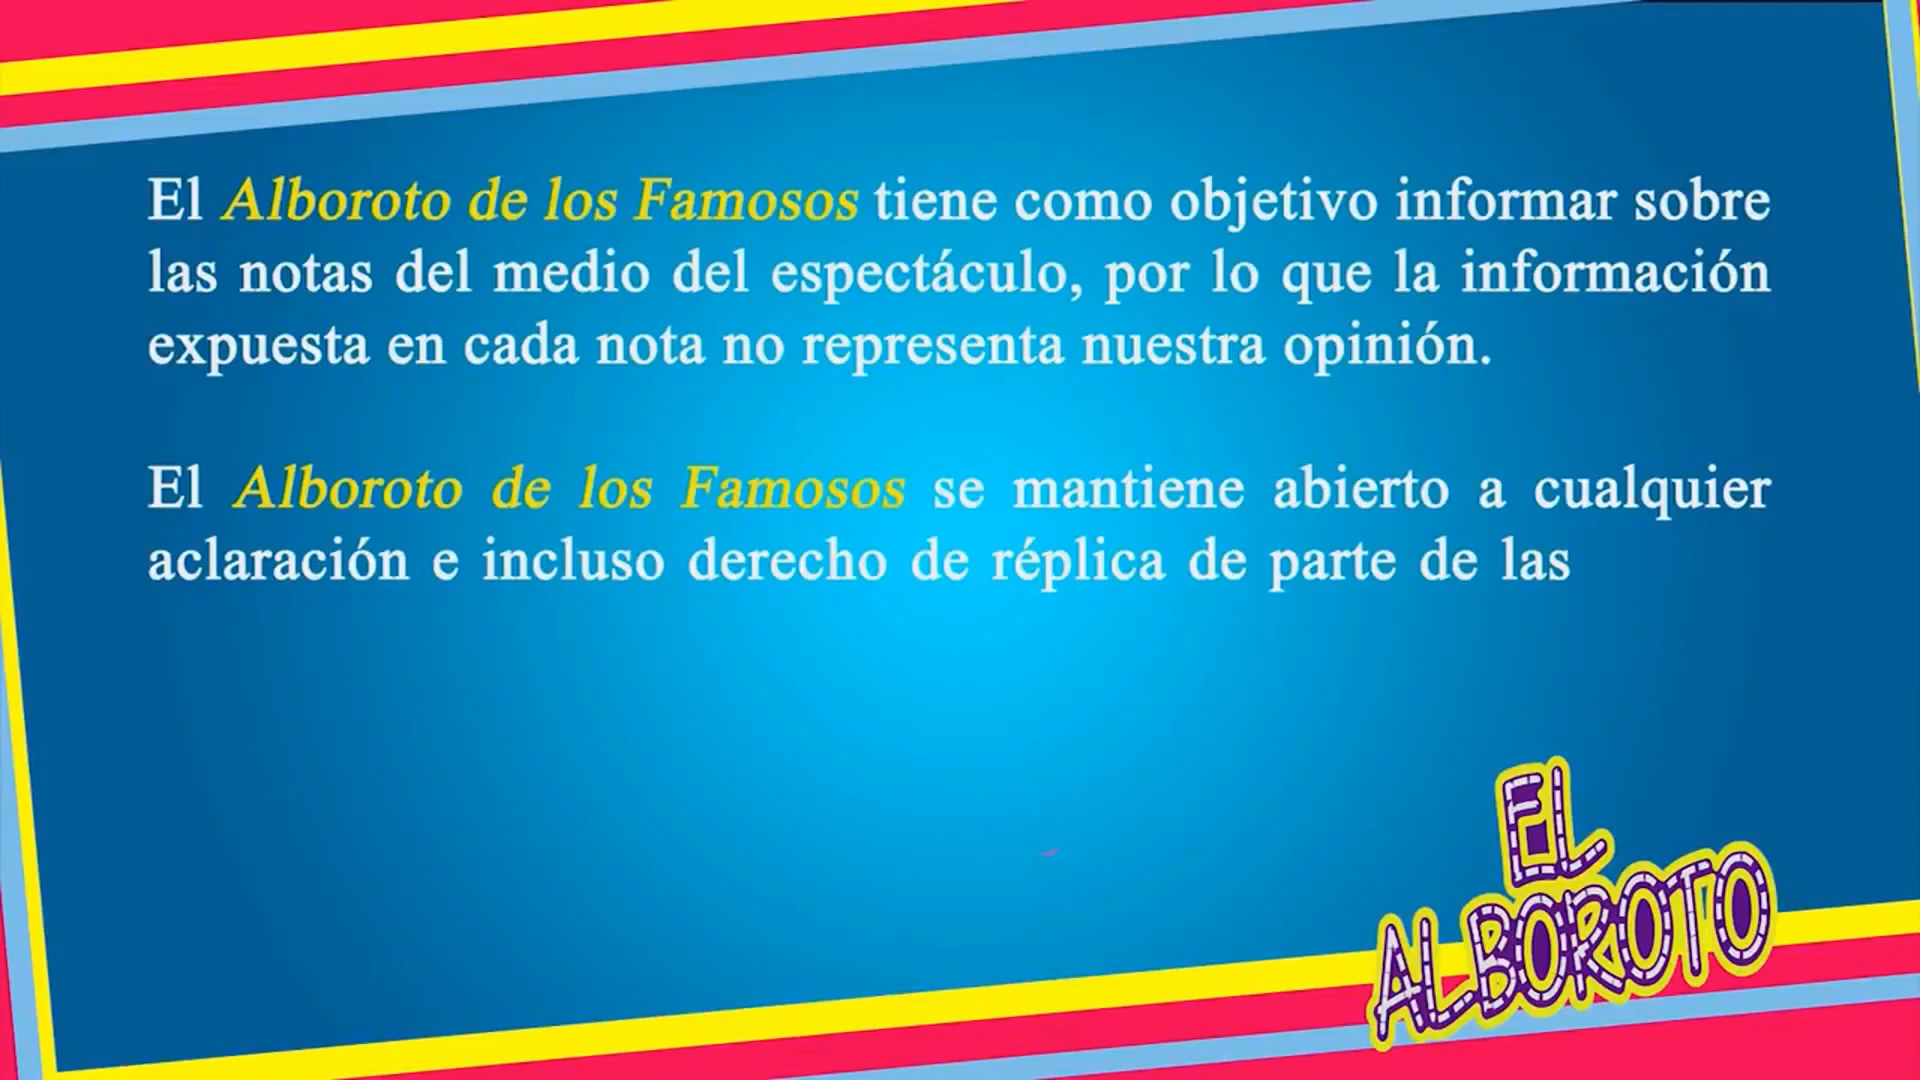 El Alboroto de los Famosos tiene como objetivo informar sobre
las notas del medio del espectáculo, por lo que la información
expuesta en cada nota no representa nuestra opinión.
El Alboroto de los Famosos se mantiene abierto a cualquier
aclaración e incluso derecho de réplica de parte de las
EL
ALBOROTO